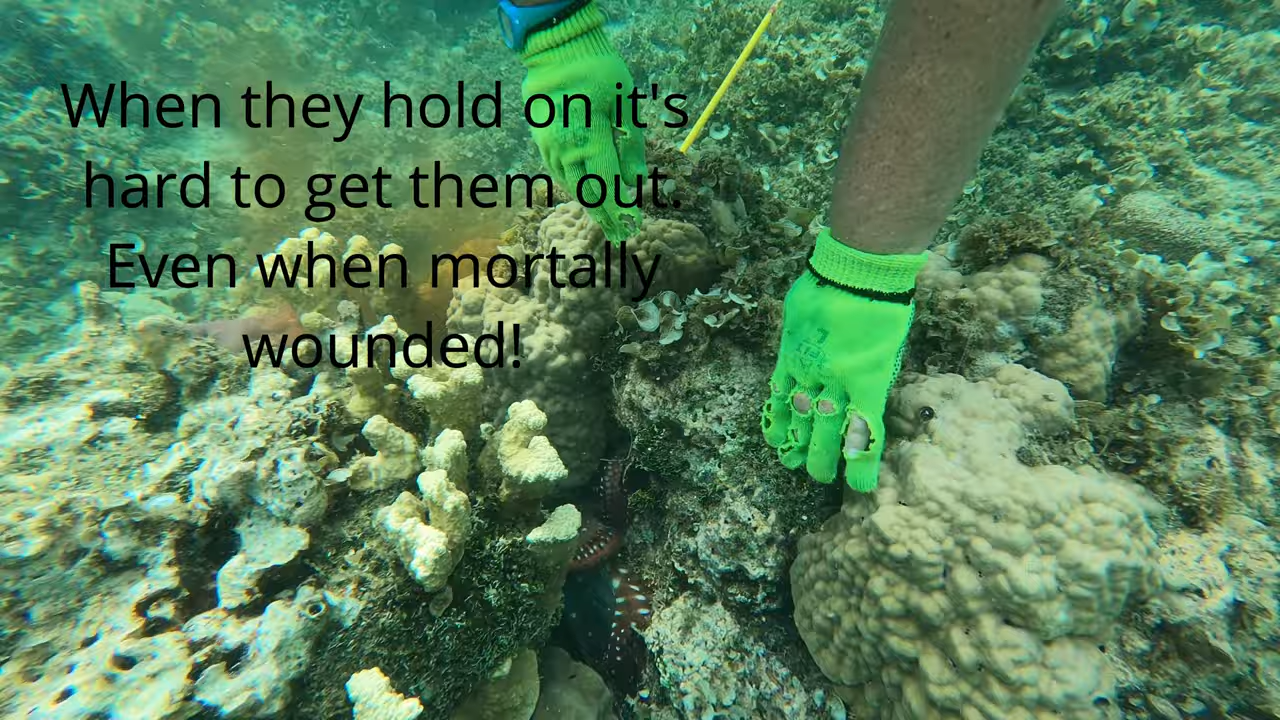 When they hold on it's
hard to get them out.
Even when mortally
wounded!